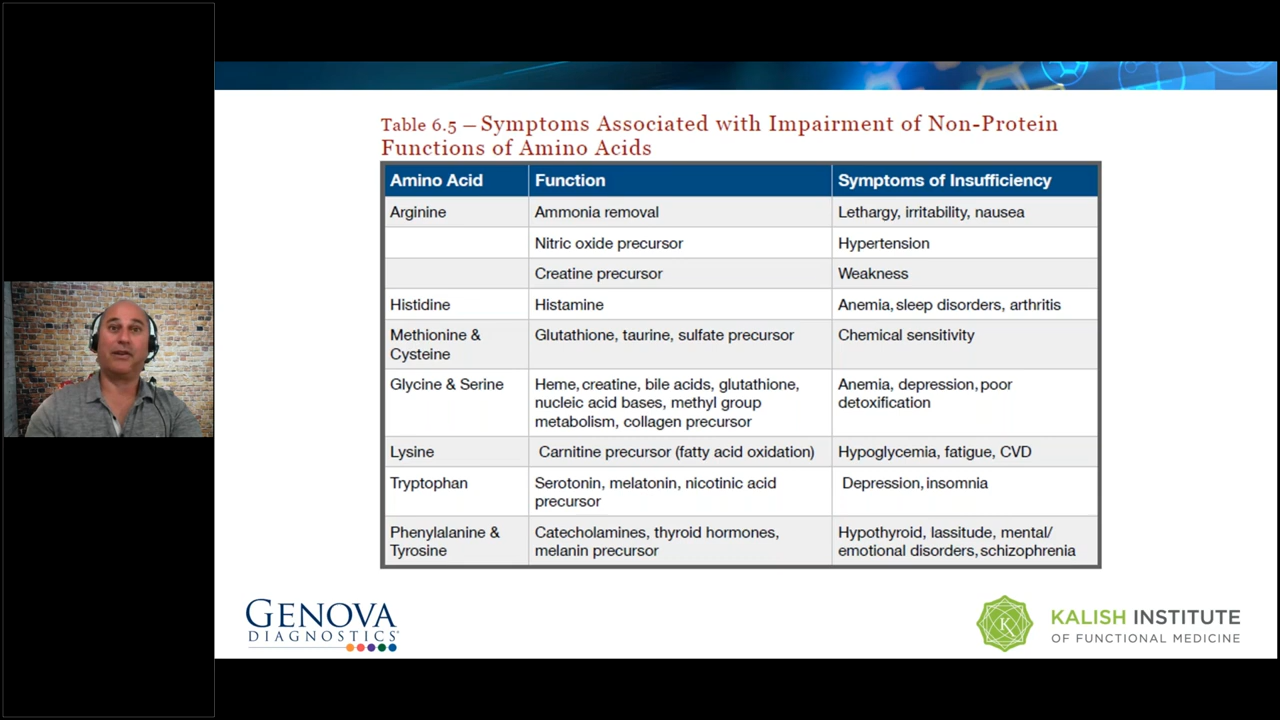 Table 6.5 – Symptoms Associated with Impairment of Non-Protein
Functions of Amino Acids
Amino Acid Function Symptoms of Insufficiency
Arginine Ammonia removal Lethargy, irritability, nausea
Nitric oxide precursor Hypertension
Creatine precursor Weakness
Histidine Histamine Anemia, sleep disorders, arthritis
Methionine & Glutathione, taurine, sulfate precursor Chemical sensitivity
Cysteine
Glycine & Serine Heme, creatine, bile acids, glutathione, Anemia, depression, poor
nucleic acid bases, methyl group detoxification
metabolism, collagen precursor
Lysine Carnitine precursor (fatty acid oxidation) Hypoglycemia, fatigue, CVD
Tryptophan Serotonin, melatonin, nicotinic acid Depression, insomnia
precursor
Phenylalanine & Catecholamines, thyroid hormones, Hypothyroid, lassitude, mental/
Tyrosine melanin precursor emotional disorders, schizophrenia
GENOVA
DIAGNOSTICS
K
KALISH INSTITUTE
OF FUNCTIONAL MEDICINE